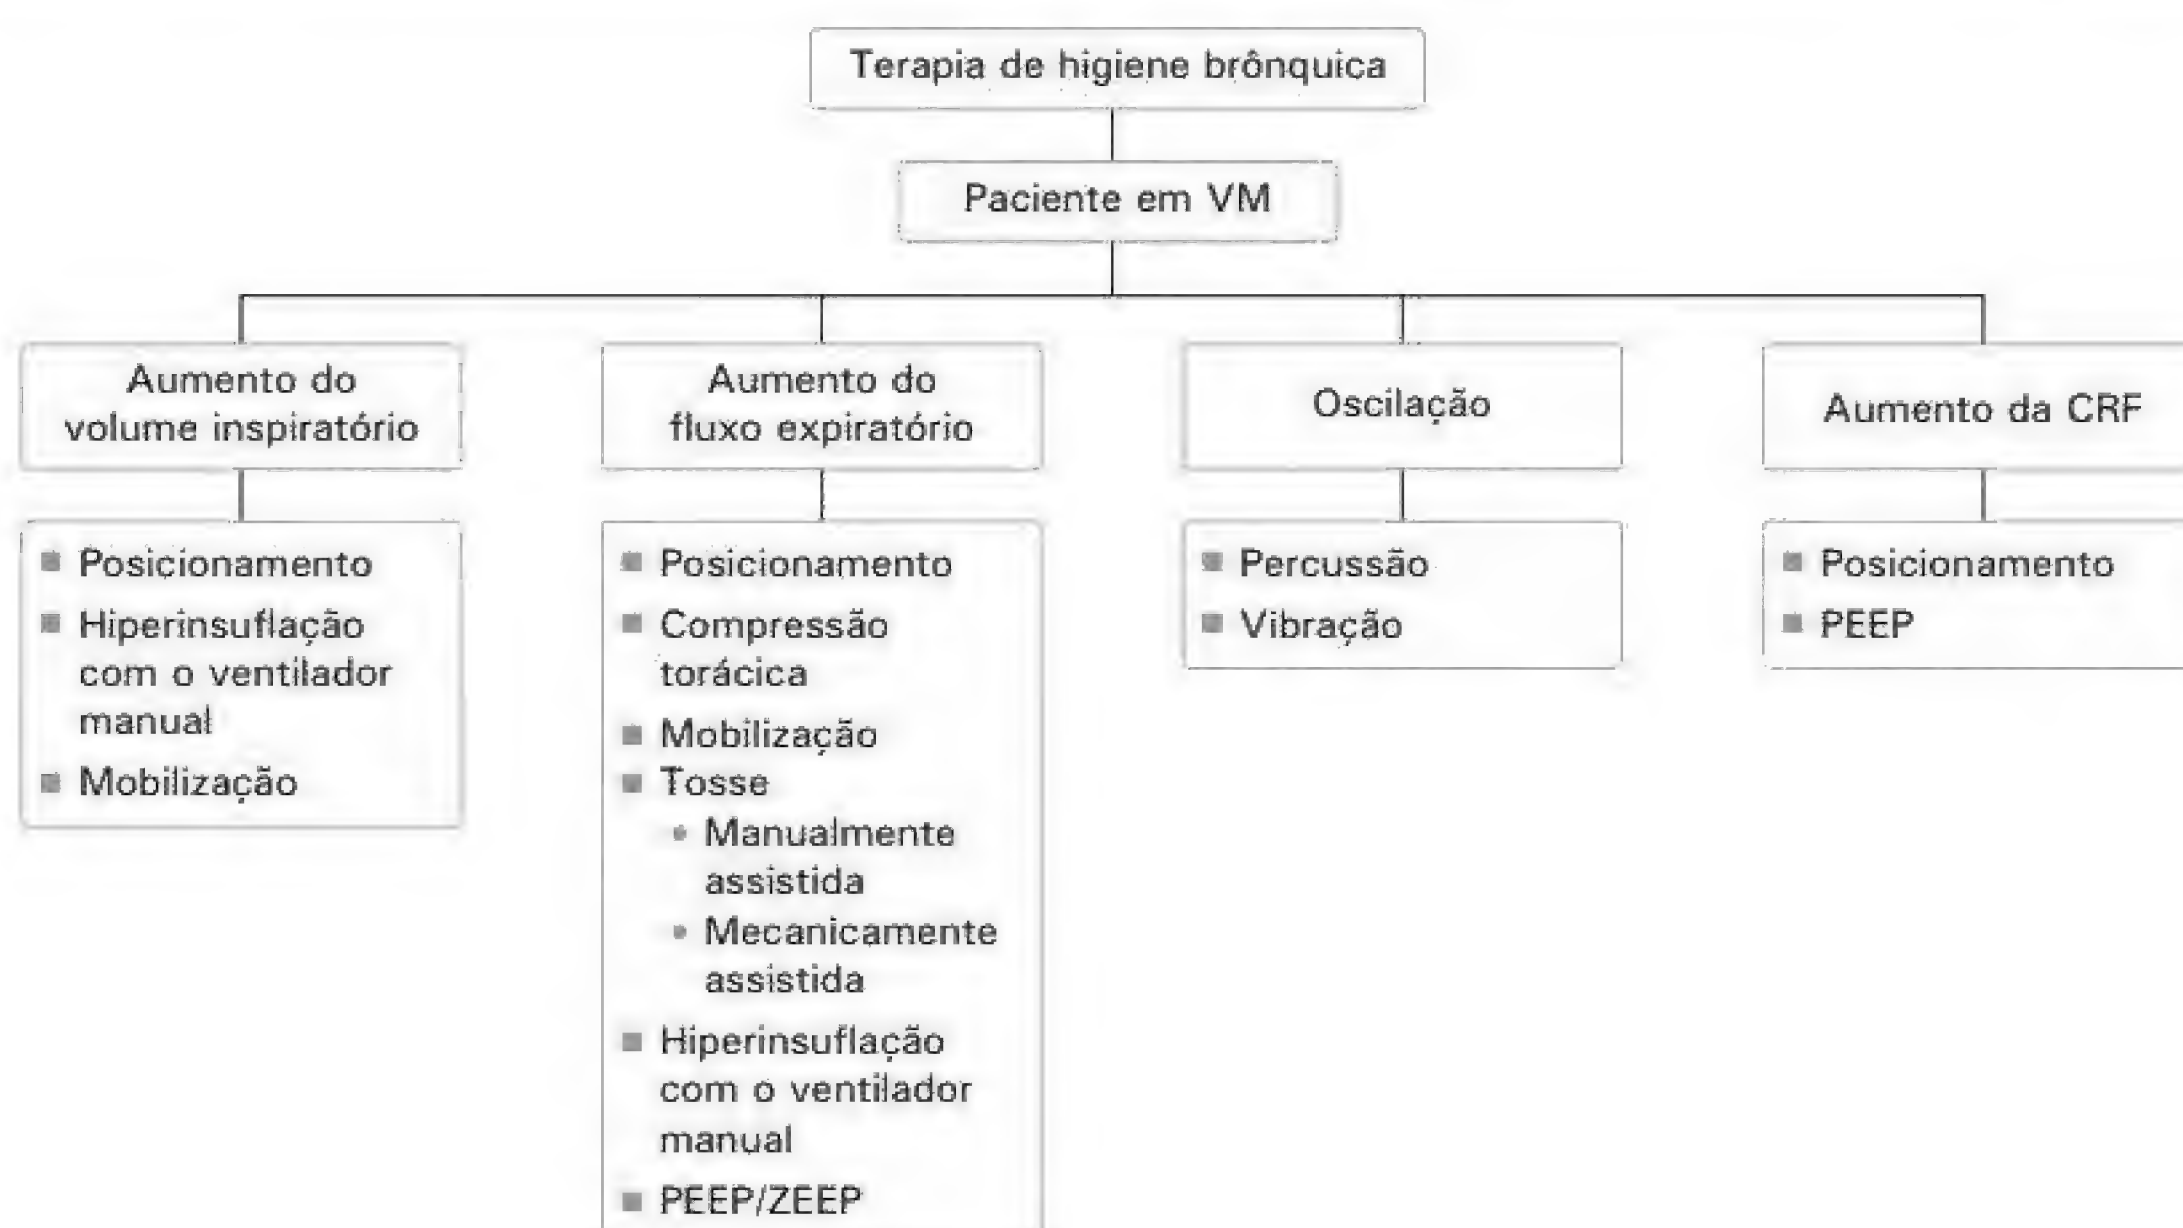 Terapia de higiene brônquica
Paciente em VM
Aumento do
volume inspiratório
Posicionamento
Hiperinsuflação
com o ventilador
manual
Mobilização
Aumento do
fluxo expiratório
Posicionamento
Compressão
torácica
Mobilização
Tosse
Manualmente
assistida
Mecanicamente
assistida
Hiperinsuflação
com o ventilador
manual
PEEP/ZEEP
Oscilação
Percussão
Vibração
Aumento da CRF
Posicionamento
PEEP